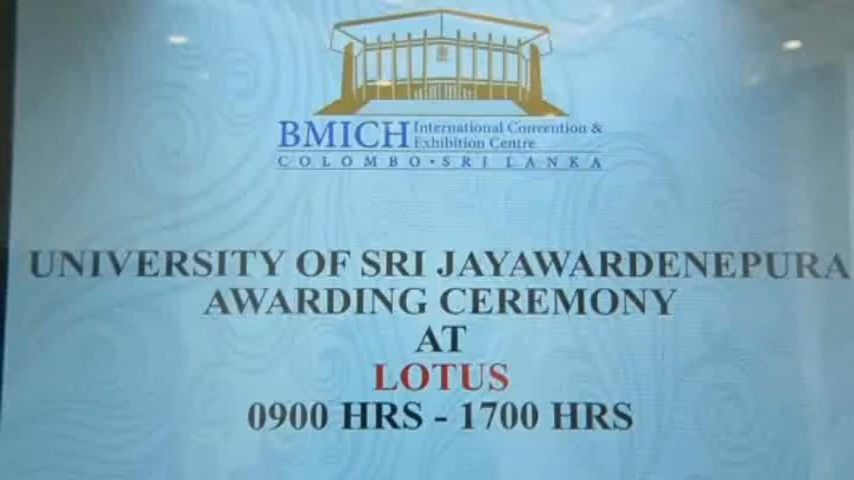 BMICH International Convention &
Exhibition Centre
COLOMBO • SRI LANKA
UNIVERSITY OF SRI JAYAWARDENEPURA
AWARDING CEREMONY
AT
LOTUS
0900 HRS - 1700 HRS